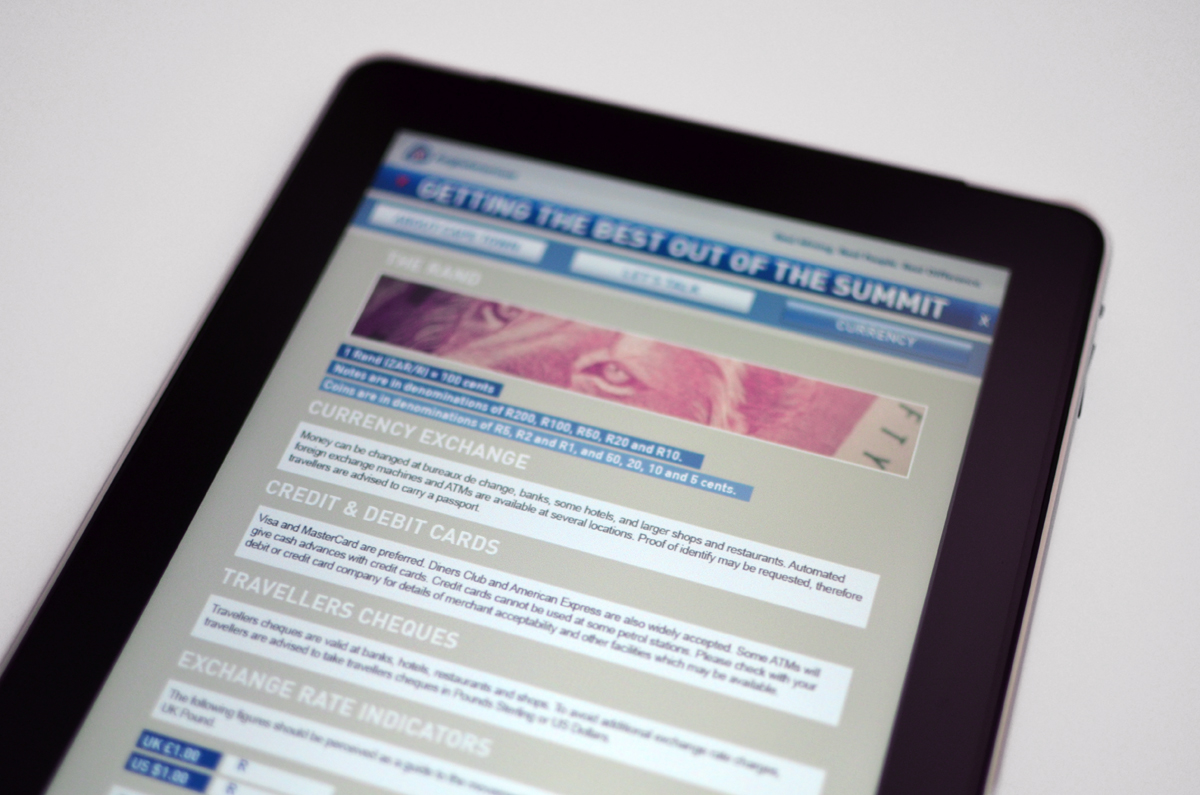 GETTING THE BEST OUT OF THE SUMMIT
X
ABOUT CAPE TOWN
LET'S TALK
CURRENCY
THE RAND
FTY
1 Rand (ZAR/R) = 100 cents
Notes are in denominations of R200, R100, R50, R20 and R10.
Coins are in denominations of R5, R2 and R1, and 50, 20, 10 and 5 cents.
CURRENCY EXCHANGE
Money can be changed at bureaux de change, banks, some hotels, and larger shops and restaurants. Automated
foreign exchange machines and ATMs are available at several locations. Proof of identify may be requested, therefore
travellers are advised to carry a passport.
CREDIT & DEBIT CARDS
Visa and MasterCard are preferred. Diners Club and American Express are also widely accepted. Some ATMs will
give cash advances with credit cards. Credit cards cannot be used at some petrol stations. Please check with your
debit or credit card company for details of merchant acceptability and other facilities which may be available.
TRAVELLERS CHEQUES
Travellers cheques are valid at banks, hotels, restaurants and shops. To avoid additional exchange rate charges,
travellers are advised to take travellers cheques in Pounds Sterling or US Dollars.
EXCHANGE RATE INDICATORS
The following figures should be perceived as a guide to the
UK Pound.
UK £1.00 R
US $1.00 R